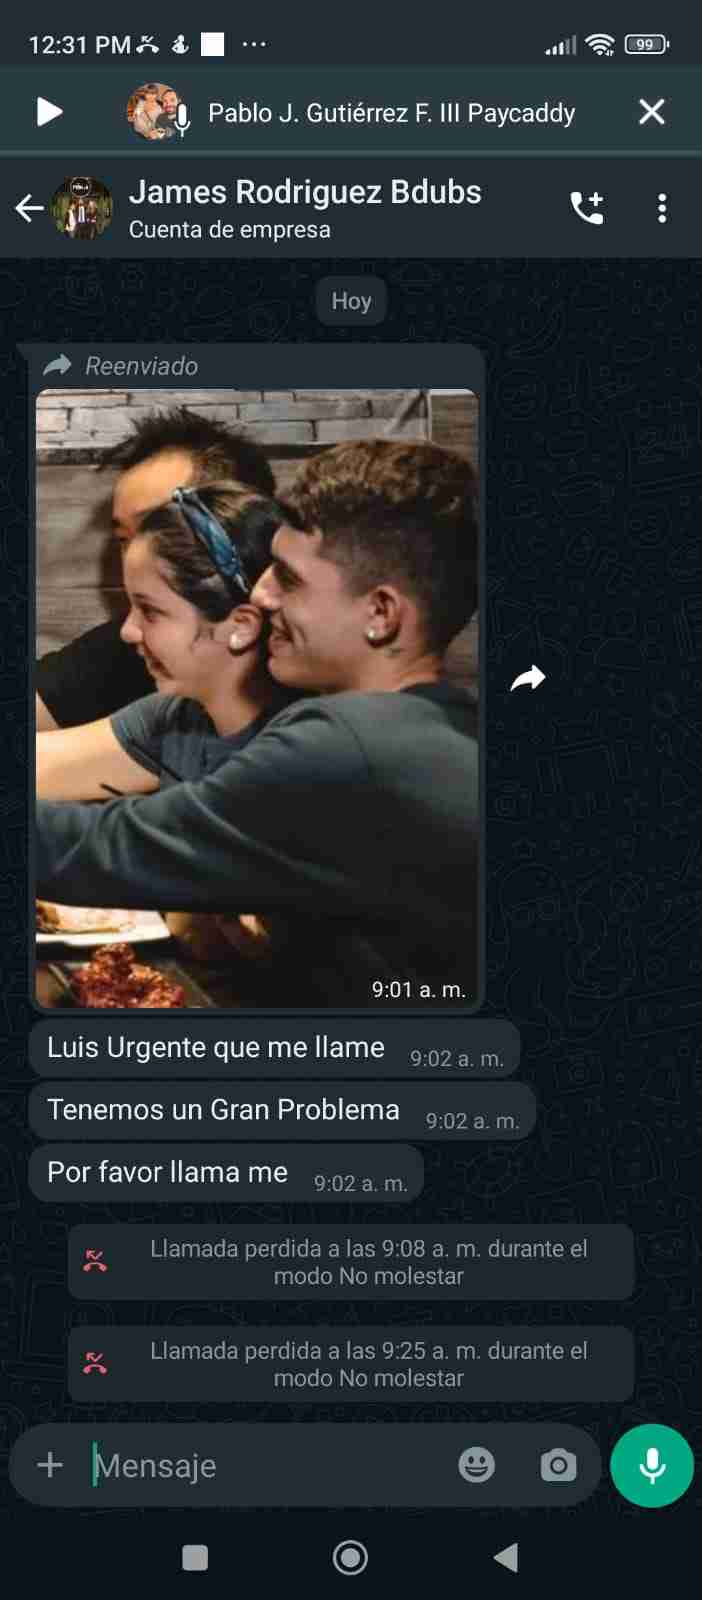 12:31 PM
99
Pablo J. Gutiérrez F. III Paycaddy
James Rodriguez Bdubs
Cuenta de empresa
Hoy
Reenviado
9:01 a. m.
Luis Urgente que me llame 9:02 a. m.
Tenemos un Gran Problema 9:02 a. m.
Por favor llama me 9:02 a. m.
Llamada perdida a las 9:08 a. m. durante el
modo No molestar
Llamada perdida a las 9:25 a. m. durante el
modo No molestar
Mensaje